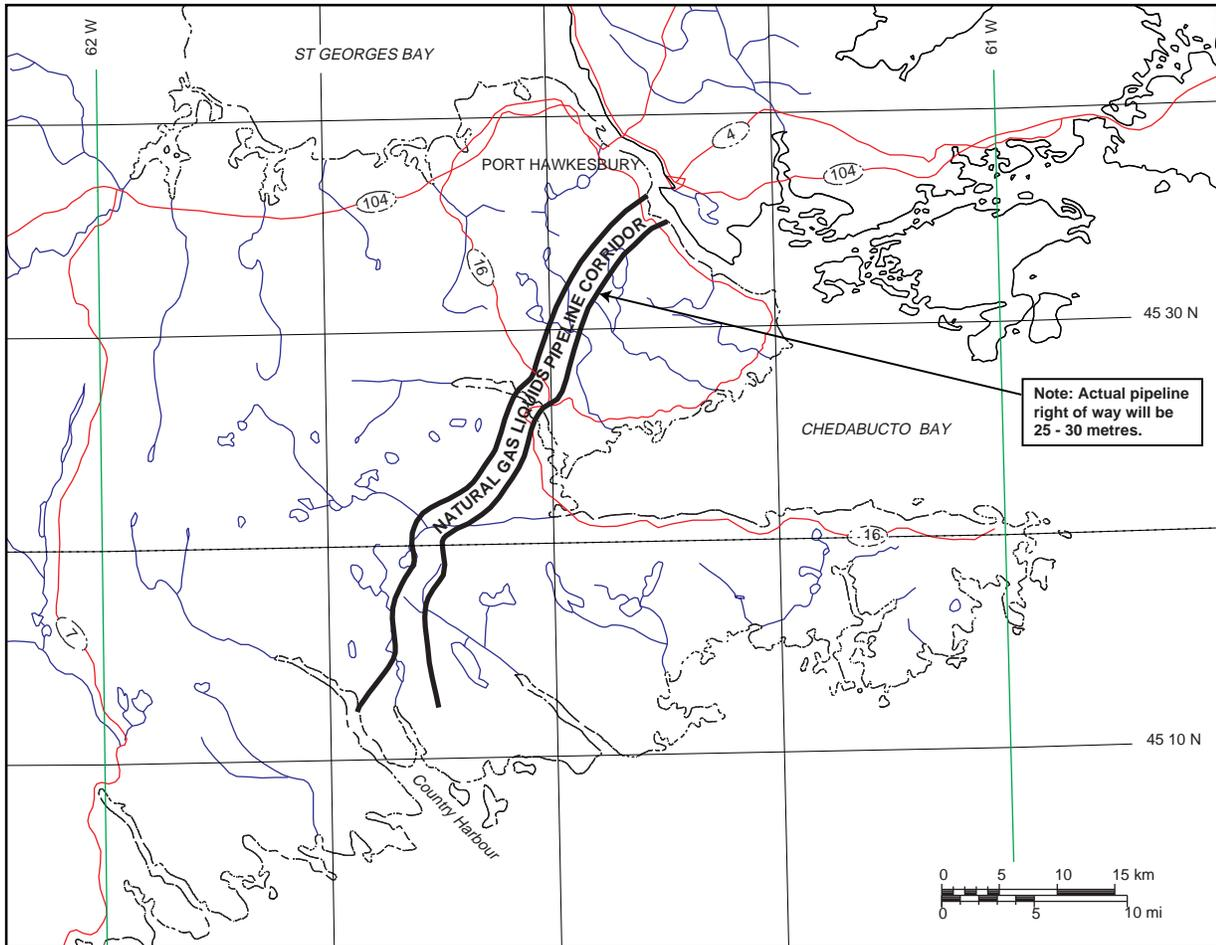 62 W
ST GEORGES BAY
61 W
4
PORT HAWKESBURY
104
104
16
NATURAL GAS LIQUIDS PIPELINE CORRIDOR
45 30 N
Note: Actual pipeline
right of way will be
25 - 30 metres.
CHEDABUCTO BAY
16
7
45 10 N
Country Harbour
0 5 10 15 km
0 5 10 mi